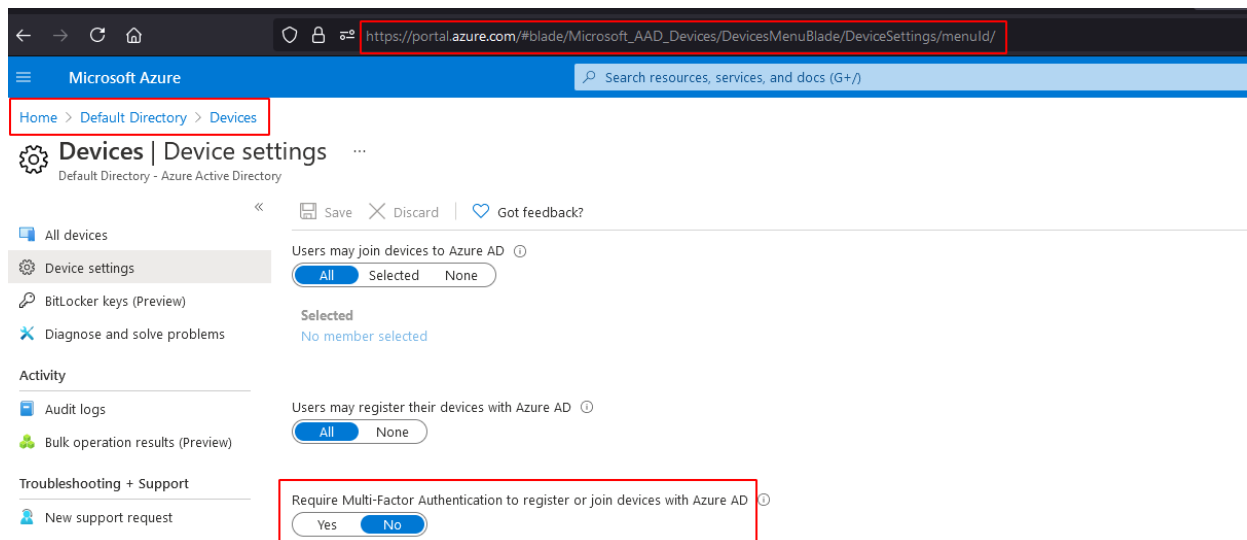 https://portal.azure.com/#blade/Microsoft_AAD_Devices/DevicesMenuBlade/DeviceSettings/menuId/
Microsoft Azure
Search resources, services, and docs (G+/)
Home > Default Directory > Devices
Devices | Device settings ...
Default Directory - Azure Active Directory
«
Save Discard Got feedback?
All devices
Device settings
BitLocker keys (Preview)
Diagnose and solve problems
Activity
Audit logs
Bulk operation results (Preview)
Troubleshooting + Support
New support request
Users may join devices to Azure AD
All Selected None
Selected
No member selected
Users may register their devices with Azure AD
All None
Require Multi-Factor Authentication to register or join devices with Azure AD
Yes No